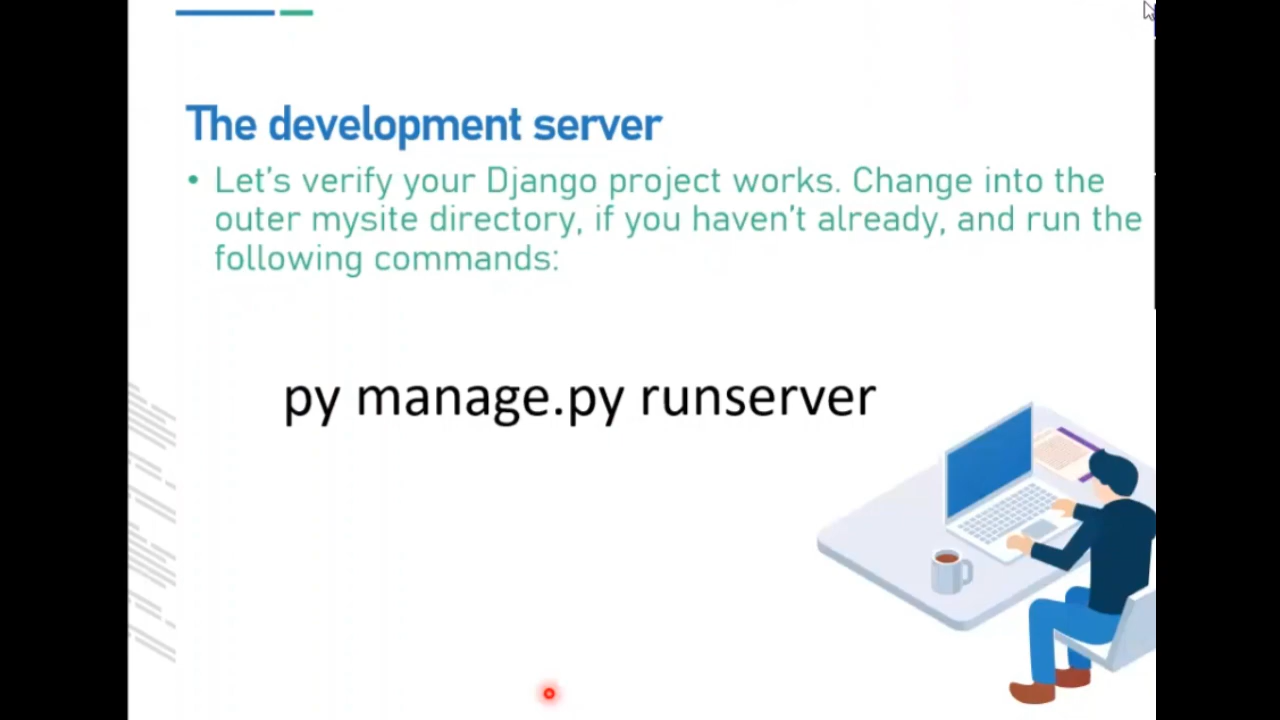 The development server
• Let's verify your Django project works. Change into the
outer mysite directory, if you haven't already, and run the
following commands:
py manage.py runserver